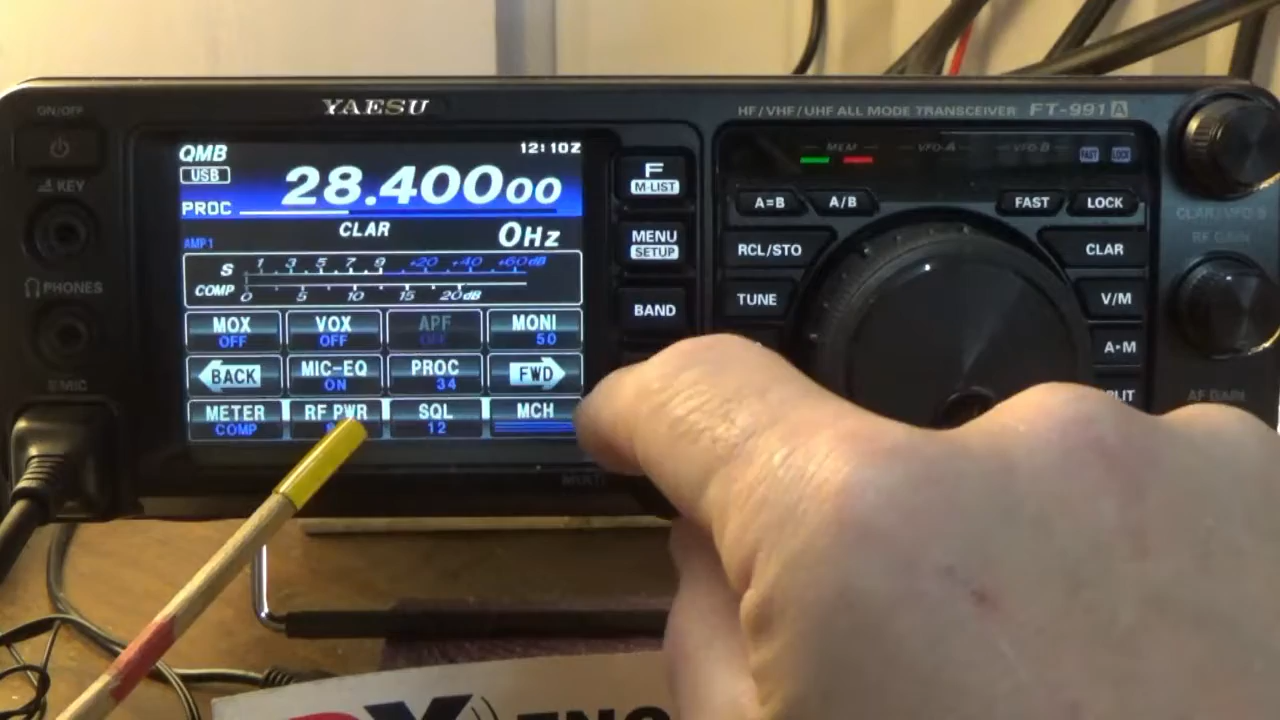 ON/OFF
YAESU
HF/VHF/UHF ALL MODE TRANSCEIVER FT-991A
QMB
12:10Z
USB
28.40000
PROC
CLAR
AMP1
0Hz
S 1 3 5 7 9 +20 +40 +60dB
COMP 0 5 10 15 20dB
MOX OFF
VOX OFF
APF OFF
MONI 50
BACK
MIC-EQ ON
PROC 34
FWD
METER COMP
RF PWR
SQL 12
MCH
KEY
PHONES
MIC
F
M-LIST
MENU
SETUP
BAND
MULTI
MEM VFO-A VFO-B
FAST LOCK
A=B A/B FAST LOCK
RCL/STO
CLAR
TUNE
V/M
A▸M
CLAR/VFO-B
RF GAIN
AF GAIN